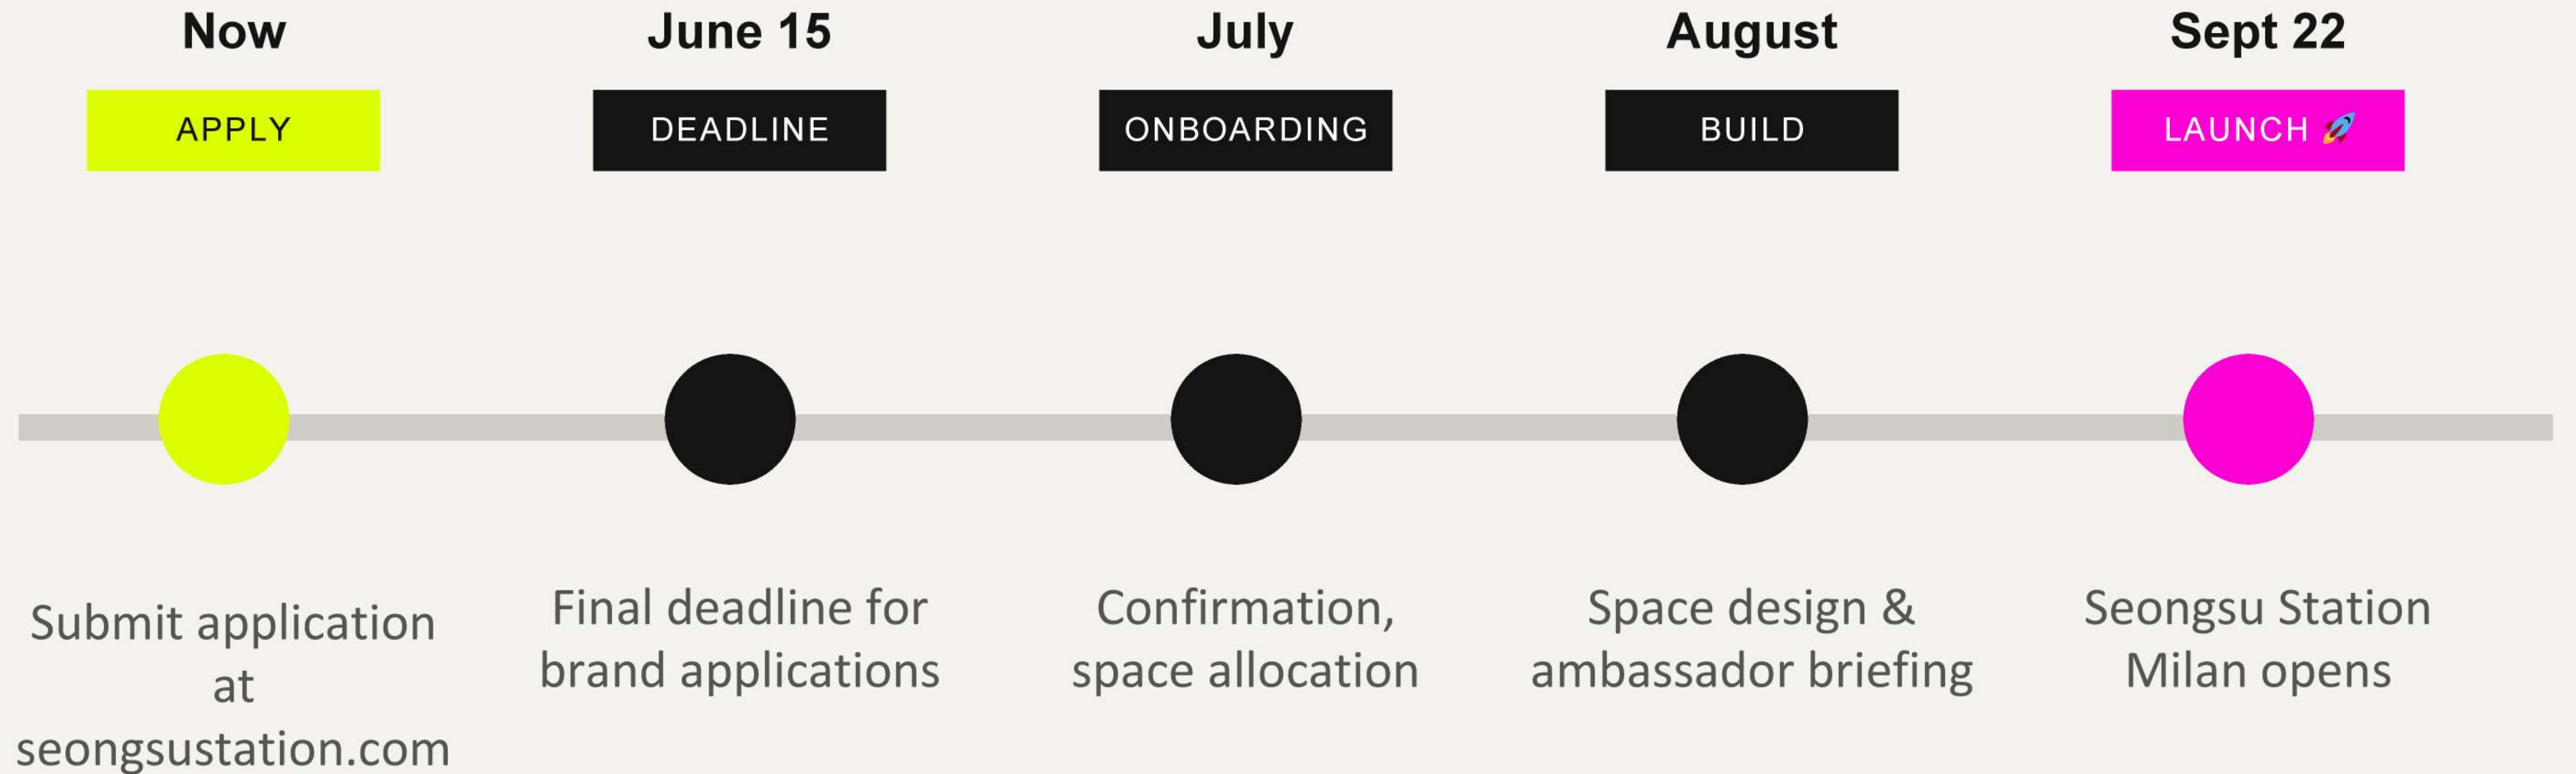 Now
APPLY
Submit application
at
seongsustation.com
June 15
DEADLINE
Final deadline for
brand applications
July
ONBOARDING
Confirmation,
space allocation
August
BUILD
Space design &
ambassador briefing
Sept 22
LAUNCH 🚀
Seongsu Station
Milan opens